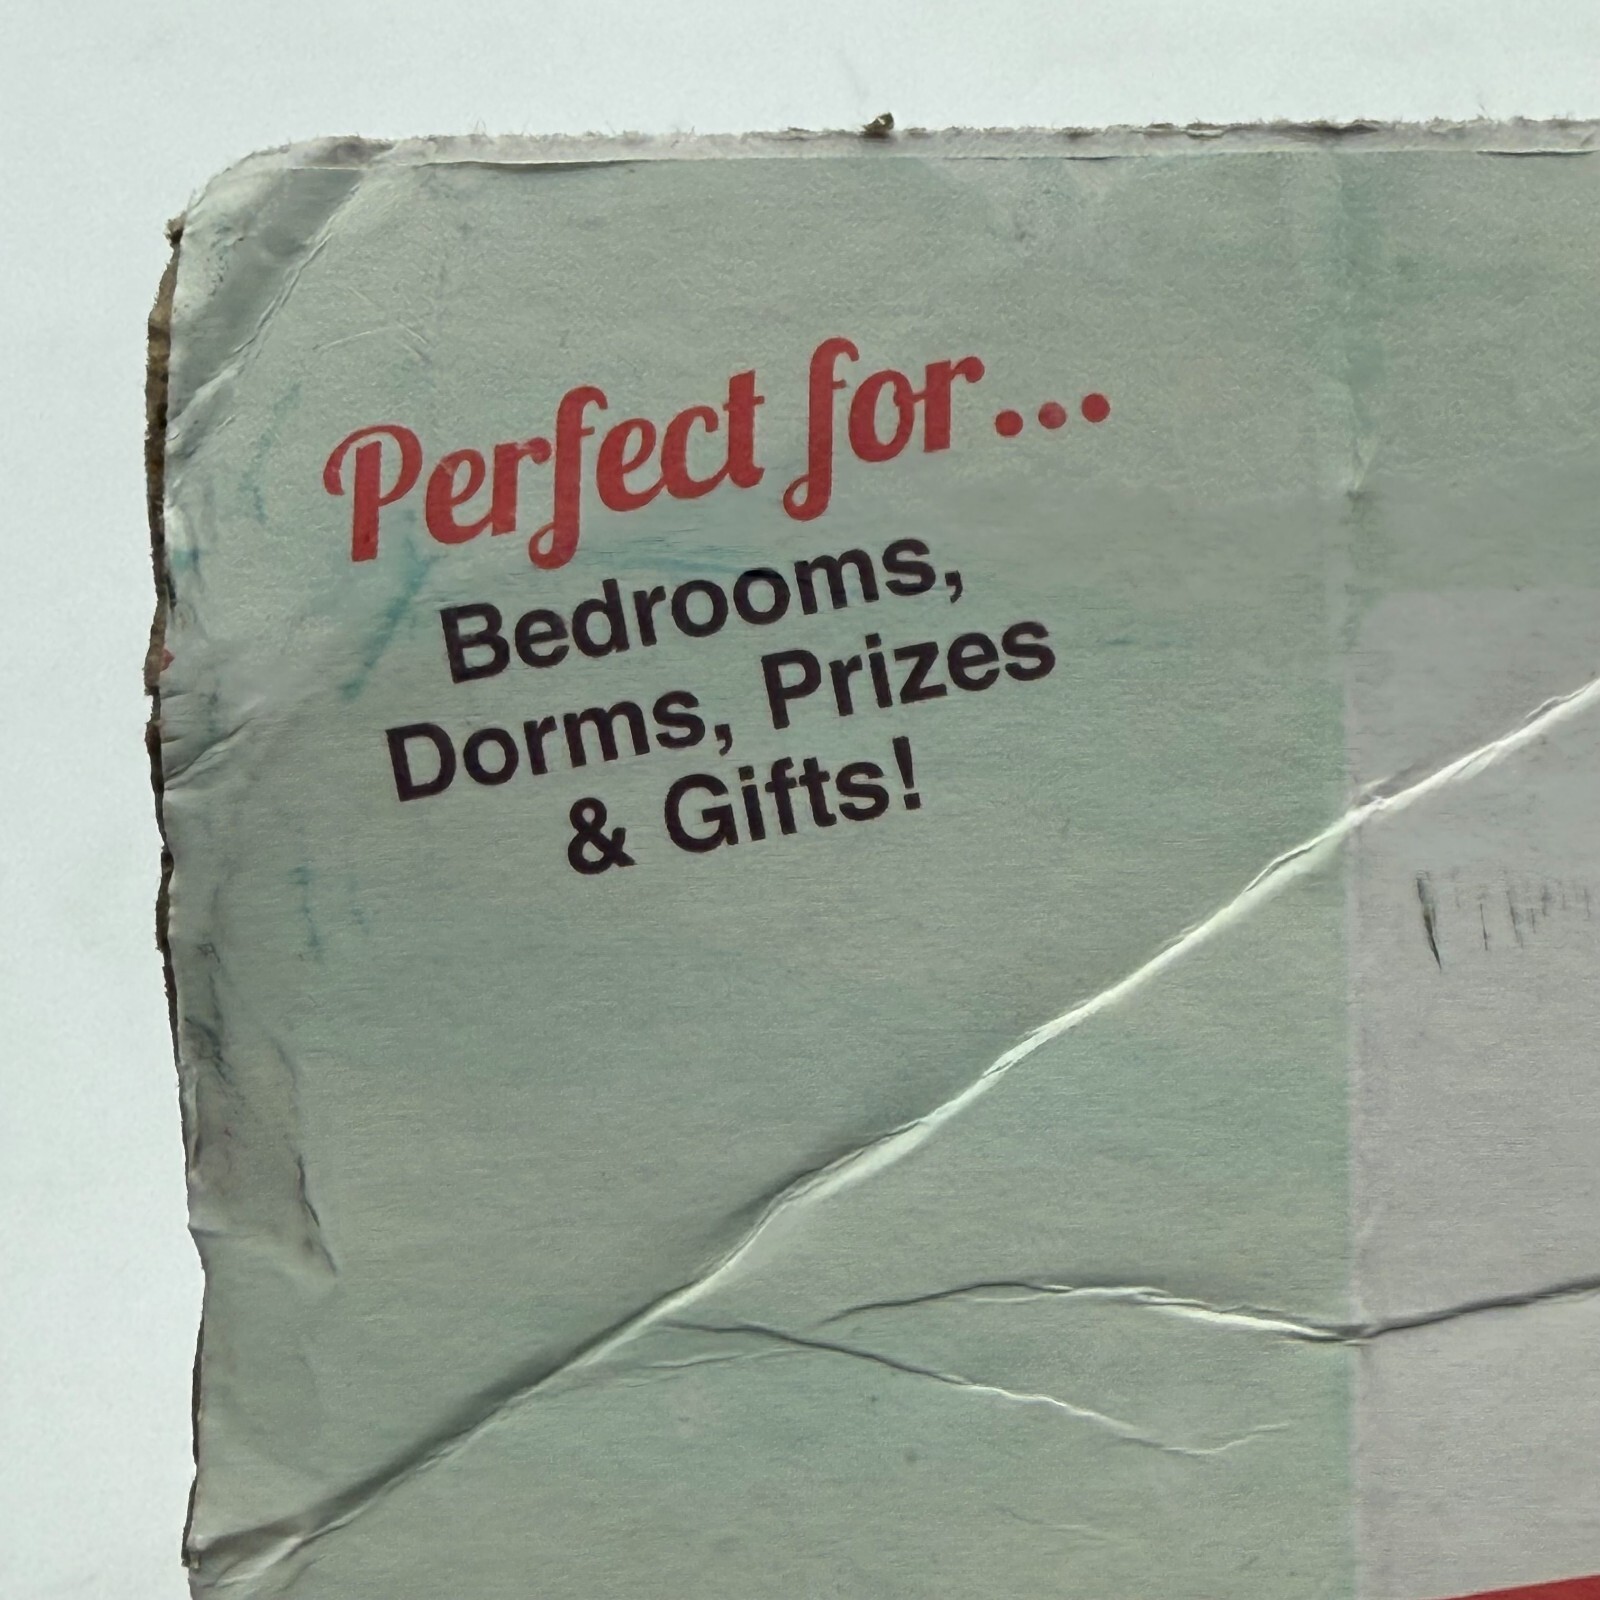 Perfect for...
Bedrooms,
Dorms, Prizes
& Gifts!